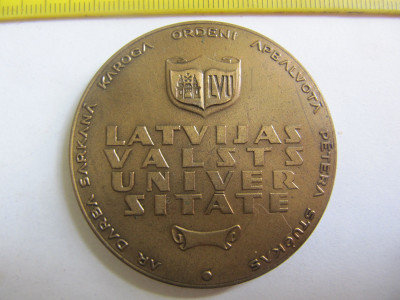 AR DARBA SARKANĀ KAROGA ORDENI APBALVOTĀ PĒTERA STUČKAS
LVU
LATVIJAS
VALSTS
UNIVER
SITĀTE